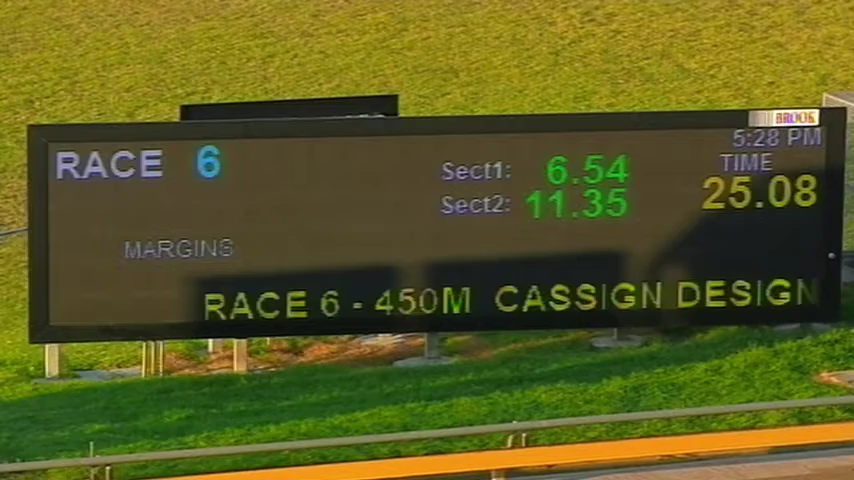 BROOK
5:28 PM
RACE 6
Sect1: 6.54
TIME
Sect2: 11.35
25.08
MARGINS
RACE 6 - 450M CASSIGN DESIGN